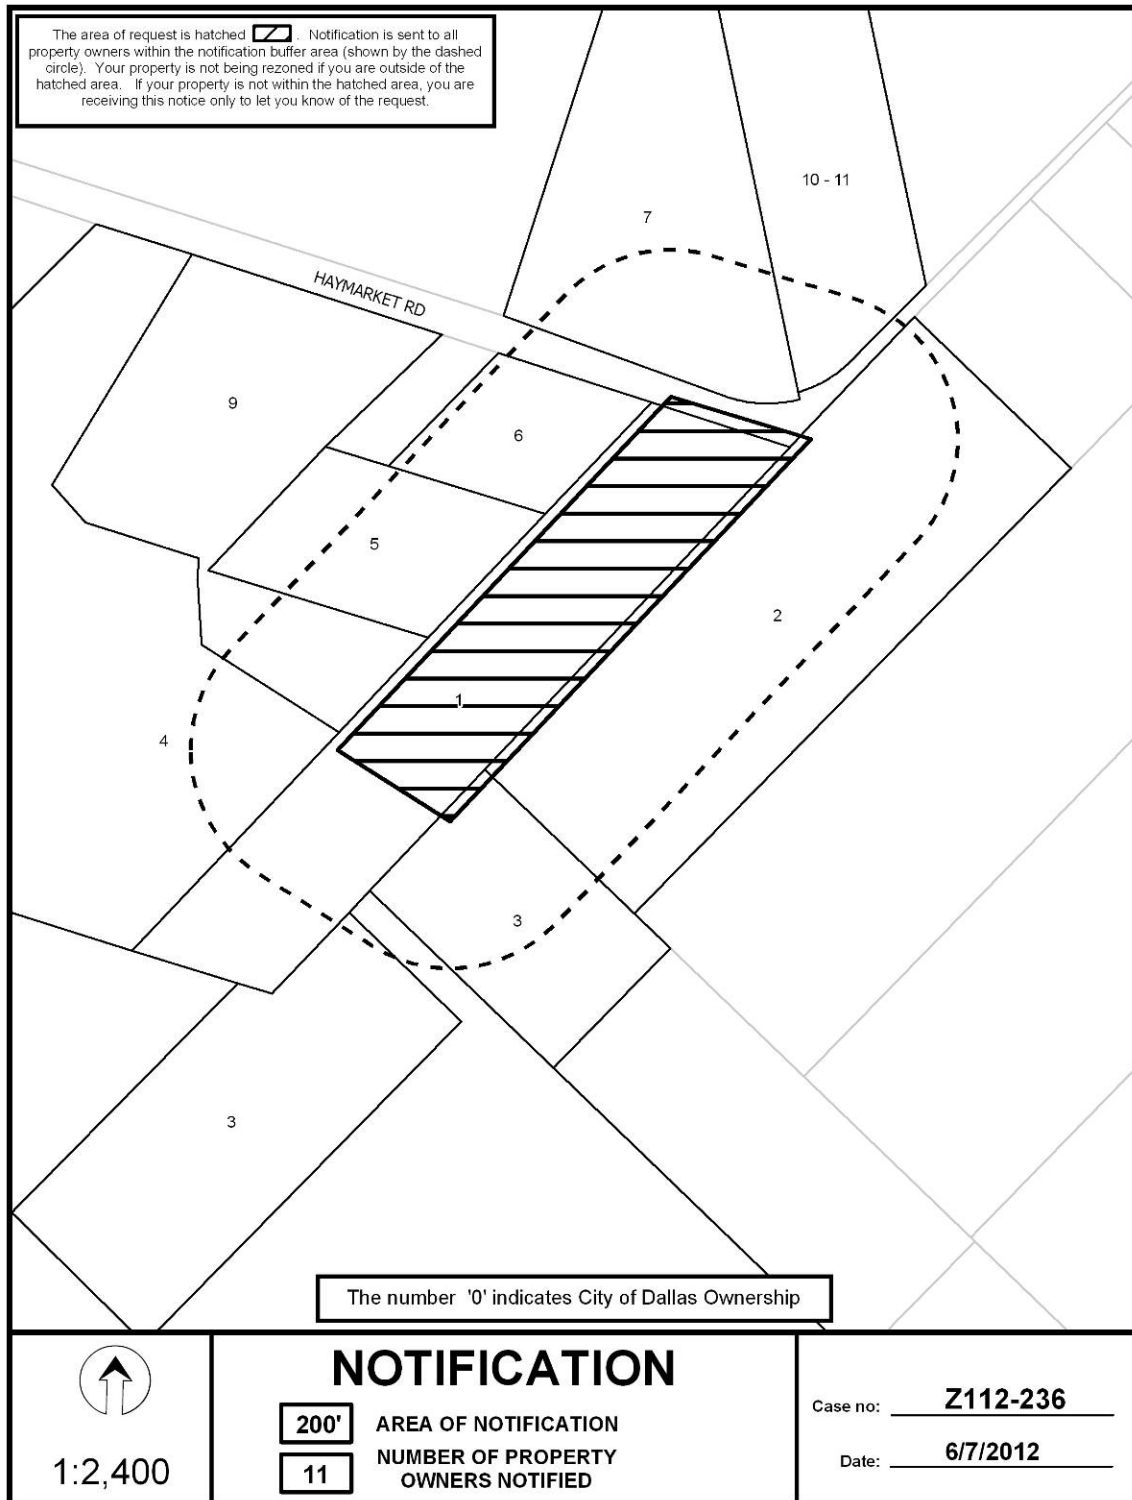 The area of request is hatched . Notification is sent to all
property owners within the notification buffer area (shown by the dashed
circle). Your property is not being rezoned if you are outside of the
hatched area. If your property is not within the hatched area, you are
receiving this notice only to let you know of the request.
10 - 11
7
HAYMARKET RD
9
6
5
2
1
4
3
3
The number '0' indicates City of Dallas Ownership
1:2,400
NOTIFICATION
200' AREA OF NOTIFICATION
11 NUMBER OF PROPERTY
OWNERS NOTIFIED
Case no: Z112-236
Date: 6/7/2012